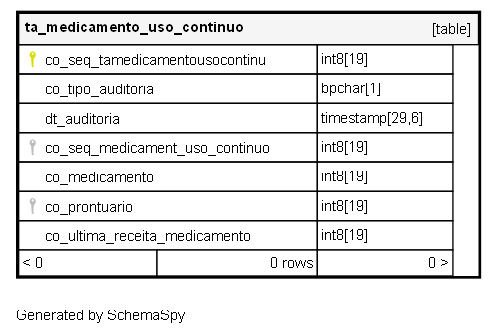 ta_medicamento_uso_continuo [table]
co_seq_tamedicamentousocontinu int8[19]
co_tipo_auditoria bpchar[1]
dt_auditoria timestamp[29,6]
co_seq_medicament_uso_continuo int8[19]
co_medicamento int8[19]
co_prontuario int8[19]
co_ultima_receita_medicamento int8[19]
< 0 0 rows 0 >
Generated by SchemaSpy